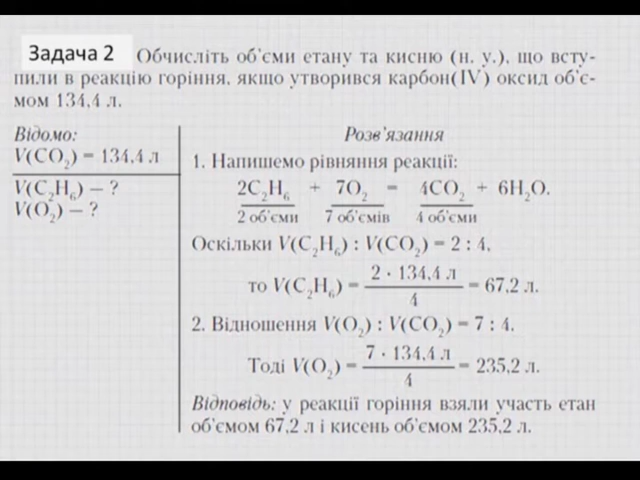 Задача 2 Обчисліть об'єми етану та кисню (н. у.), що всту-
пили в реакцію горіння, якщо утворився карбон(IV) оксид об'є-
мом 134,4 л.
Відомо:
V(CO₂) = 134,4 л
V(C₂H₆) – ?
V(O₂) – ?
Розв'язання
1. Напишемо рівняння реакції:
2C₂H₆ + 7O₂ = 4CO₂ + 6H₂O.
2 об'єми 7 об'ємів 4 об'єми
Оскільки V(C₂H₆) : V(CO₂) = 2 : 4,
то V(C₂H₆) = 2 · 134,4 л / 4 = 67,2 л.
2. Відношення V(O₂) : V(CO₂) = 7 : 4.
Тоді V(O₂) = 7 · 134,4 л / 4 = 235,2 л.
Відповідь: у реакції горіння взяли участь етан
об'ємом 67,2 л і кисень об'ємом 235,2 л.